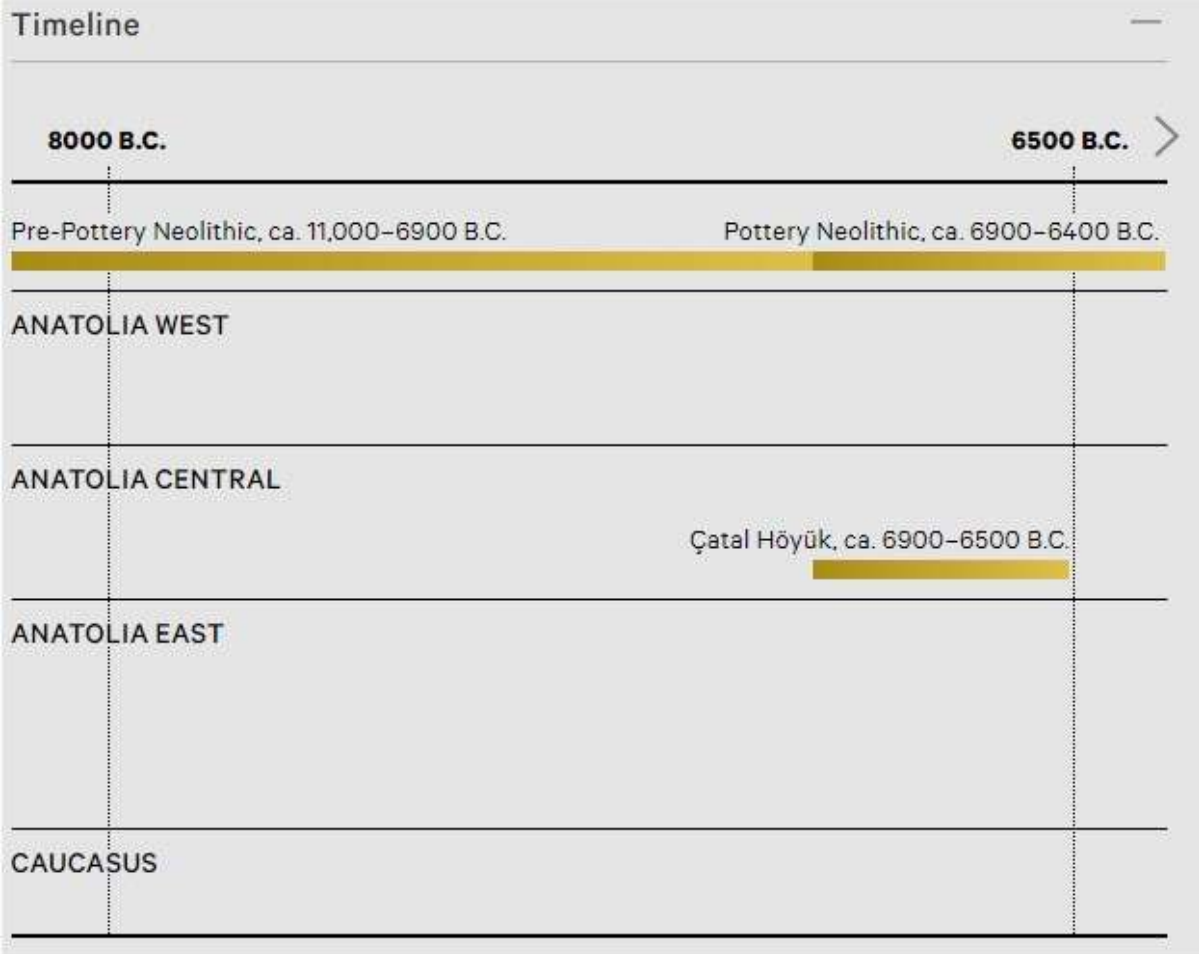 Timeline
8000 B.C. 6500 B.C.
Pre-Pottery Neolithic, ca. 11,000–6900 B.C. Pottery Neolithic, ca. 6900–6400 B.C.
ANATOLIA WEST
ANATOLIA CENTRAL
Çatal Höyük, ca. 6900–6500 B.C.
ANATOLIA EAST
CAUCASUS